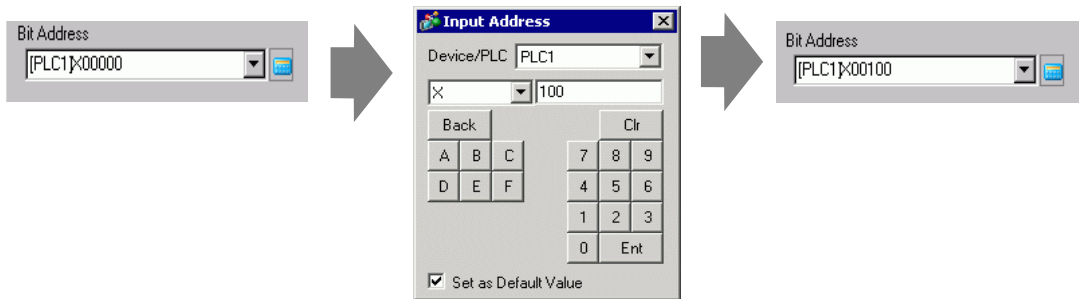 Bit Address
[PLC1]X00000
Input Address
Device/PLC PLC1
X 100
Back Clr
A B C 7 8 9
D E F 4 5 6
1 2 3
0 Ent
Set as Default Value
Bit Address
[PLC1]X00100